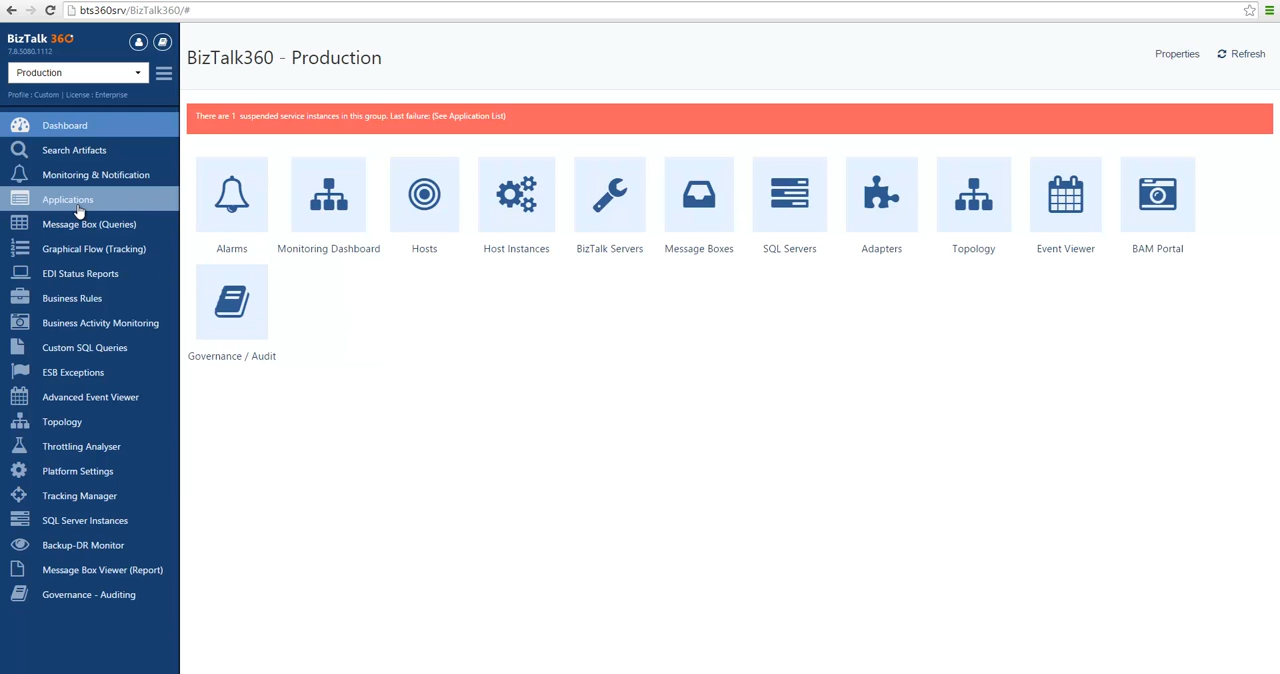 bts360srv/BizTalk360/#
BizTalk 360
7.8.5080.1112
Production
Profile : Custom | License : Enterprise
Dashboard
Search Artifacts
Monitoring & Notification
Applications
Message Box (Queries)
Graphical Flow (Tracking)
EDI Status Reports
Business Rules
Business Activity Monitoring
Custom SQL Queries
ESB Exceptions
Advanced Event Viewer
Topology
Throttling Analyser
Platform Settings
Tracking Manager
SQL Server Instances
Backup-DR Monitor
Message Box Viewer (Report)
Governance - Auditing
BizTalk360 - Production
Properties
Refresh
There are 1 suspended service instances in this group. Last failure: (See Application List)
Alarms
Monitoring Dashboard
Hosts
Host Instances
BizTalk Servers
Message Boxes
SQL Servers
Adapters
Topology
Event Viewer
BAM Portal
Governance / Audit